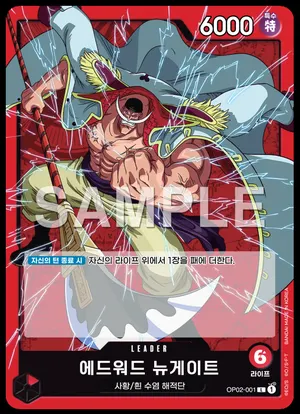 6000
특수
特
SAMPLE
자신의 턴 종료 시 자신의 라이프 위에서 1장을 패에 더한다.
LEADER
에드워드 뉴게이트
6
라이프
사황/흰 수염 해적단
OP02-001 L
1